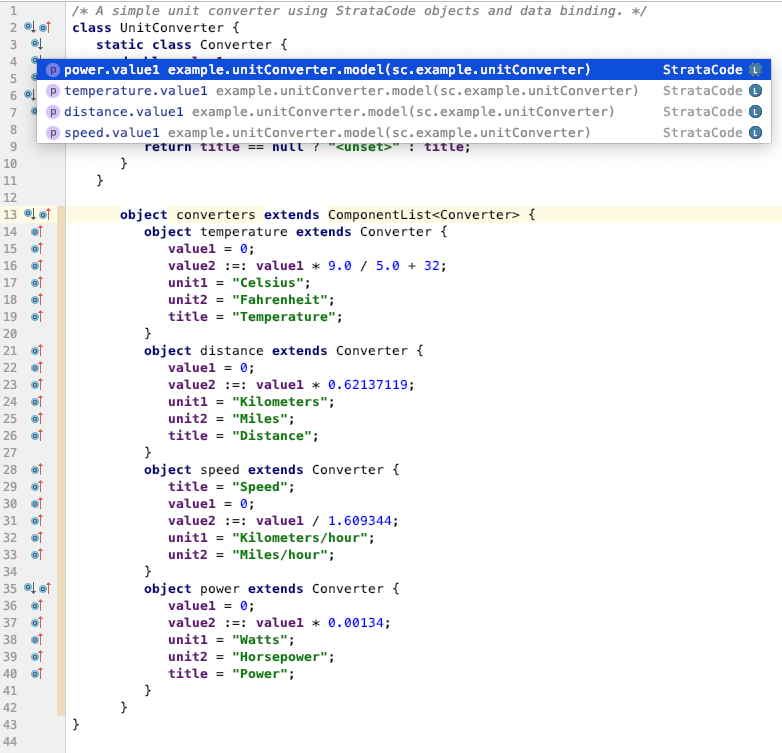 1 /* A simple unit converter using StrataCode objects and data binding. */
2 class UnitConverter {
3 static class Converter {
4
power.value1 example.unitConverter.model(sc.example.unitConverter) StrataCode
5
temperature.value1 example.unitConverter.model(sc.example.unitConverter) StrataCode
6
distance.value1 example.unitConverter.model(sc.example.unitConverter) StrataCode
7
8
speed.value1 example.unitConverter.model(sc.example.unitConverter) StrataCode
9 return title == null ? "<unset>" : title;
10 }
11 }
12
13 object converters extends ComponentList<Converter> {
14 object temperature extends Converter {
15 value1 = 0;
16 value2 :=: value1 * 9.0 / 5.0 + 32;
17 unit1 = "Celsius";
18 unit2 = "Fahrenheit";
19 title = "Temperature";
20 }
21 object distance extends Converter {
22 value1 = 0;
23 value2 :=: value1 * 0.62137119;
24 unit1 = "Kilometers";
25 unit2 = "Miles";
26 title = "Distance";
27 }
28 object speed extends Converter {
29 title = "Speed";
30 value1 = 0;
31 value2 :=: value1 / 1.609344;
32 unit1 = "Kilometers/hour";
33 unit2 = "Miles/hour";
34 }
35 object power extends Converter {
36 value1 = 0;
37 value2 :=: value1 * 0.00134;
38 unit1 = "Watts";
39 unit2 = "Horsepower";
40 title = "Power";
41 }
42 }
43 }
44